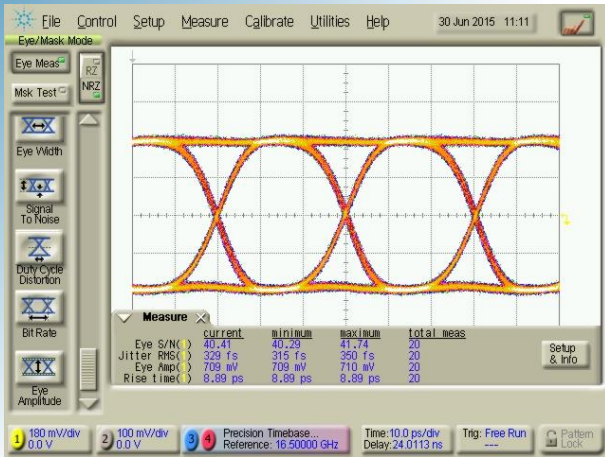 File Control Setup Measure Calibrate Utilities Help 30 Jun 2015 11:11
Eye/Mask Mode
Eye Meas
RZ
NRZ
Msk Test
Eye Width
Signal
To Noise
Duty Cycle
Distortion
Bit Rate
Eye
Amplitude
Measure
current minimum maximum total meas
Eye S/N(1) 40.41 40.29 41.74 20
Jitter RMS(1) 329 fs 315 fs 350 fs 20
Eye Amp(1) 709 mV 709 mV 710 mV 20
Rise time(1) 8.89 ps 8.89 ps 8.89 ps 20
Setup
& Info
1 180 mV/div
0.0 V
2 100 mV/div
0.0 V
3 4 Precision Timebase...
Reference: 16.50000 GHz
Time:10.0 ps/div
Delay:24.0113 ns
Trig: Free Run
---
Pattern
Lock